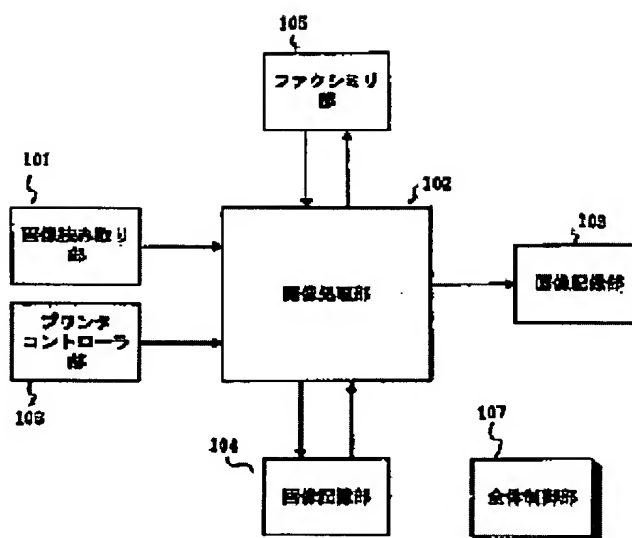 105
ファクシミリ
部
101
102
画像読み取り
部
画像処理部
103
画像記録部
プリンタ
コントローラ
部
104
画像記憶部
107
全体制御部